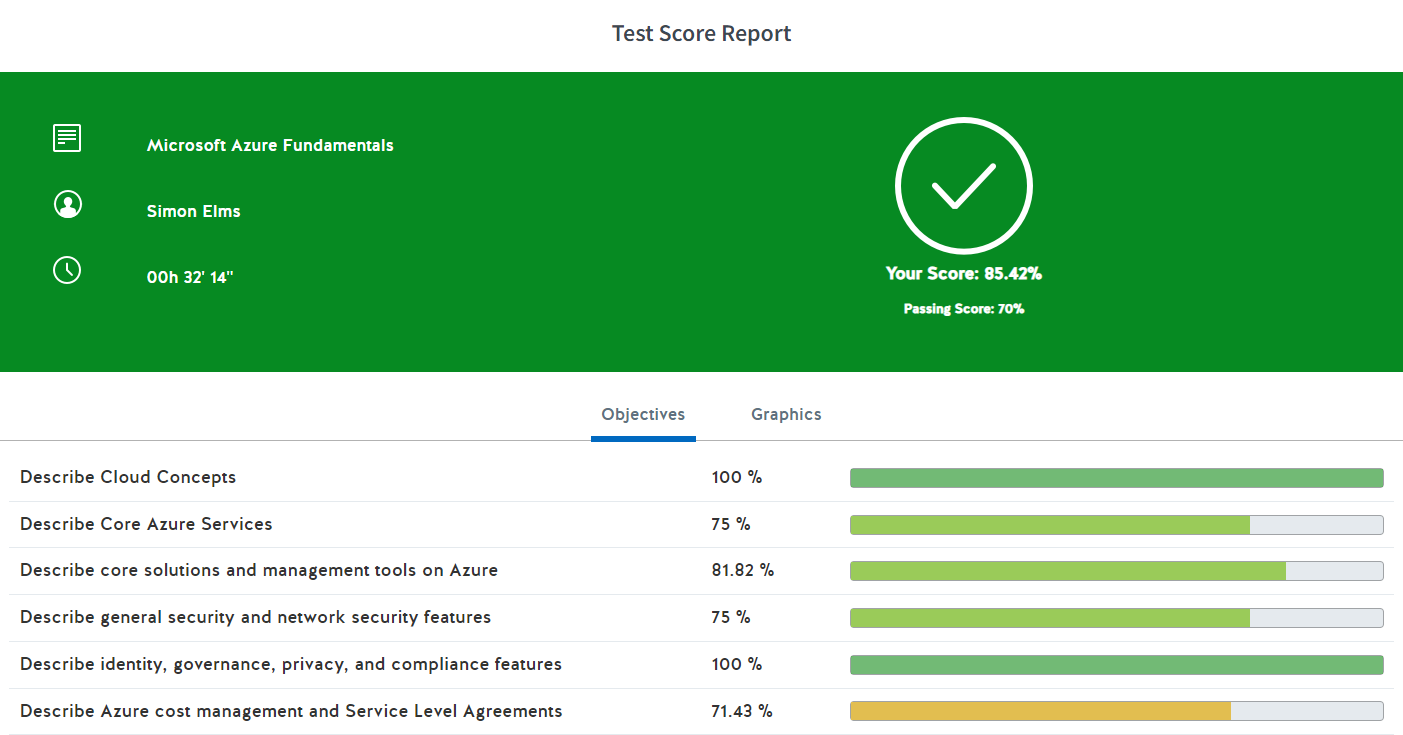 Test Score Report
Microsoft Azure Fundamentals
Simon Elms
00h 32' 14"
Your Score: 85.42%
Passing Score: 70%
Objectives Graphics
Describe Cloud Concepts 100 %
Describe Core Azure Services 75 %
Describe core solutions and management tools on Azure 81.82 %
Describe general security and network security features 75 %
Describe identity, governance, privacy, and compliance features 100 %
Describe Azure cost management and Service Level Agreements 71.43 %